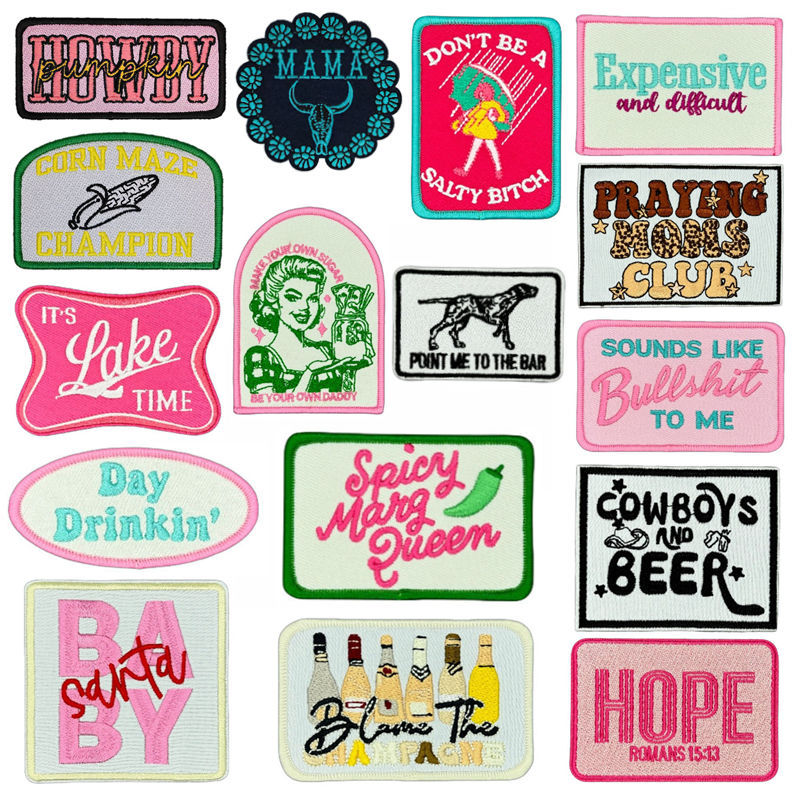 HOWDY
pumpkin
MAMA
DON'T BE A
SALTY BITCH
Expensive
and difficult
CORN MAZE
CHAMPION
PRAYING
MOMS
CLUB
MAKE YOUR OWN SUGAR
BE YOUR OWN DADDY
POINT ME TO THE BAR
IT'S
Lake
TIME
SOUNDS LIKE
Bullshit
TO ME
Day
Drinkin'
Spicy
Marg
Queen
COWBOYS
AND
BEER
BA
santa
BY
Blame The
CHAMPAGNE
HOPE
ROMANS 15:13